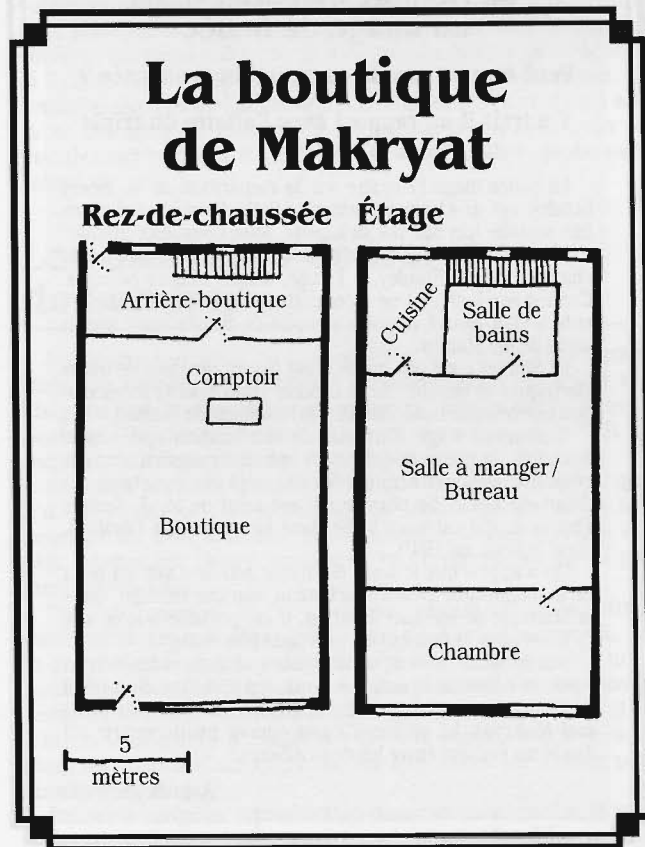 La boutique
de Makryat
Rez-de-chaussée
Étage
Arrière-boutique
Comptoir
Boutique
Cuisine
Salle de
bains
Salle à manger/
Bureau
Chambre
5
mètres